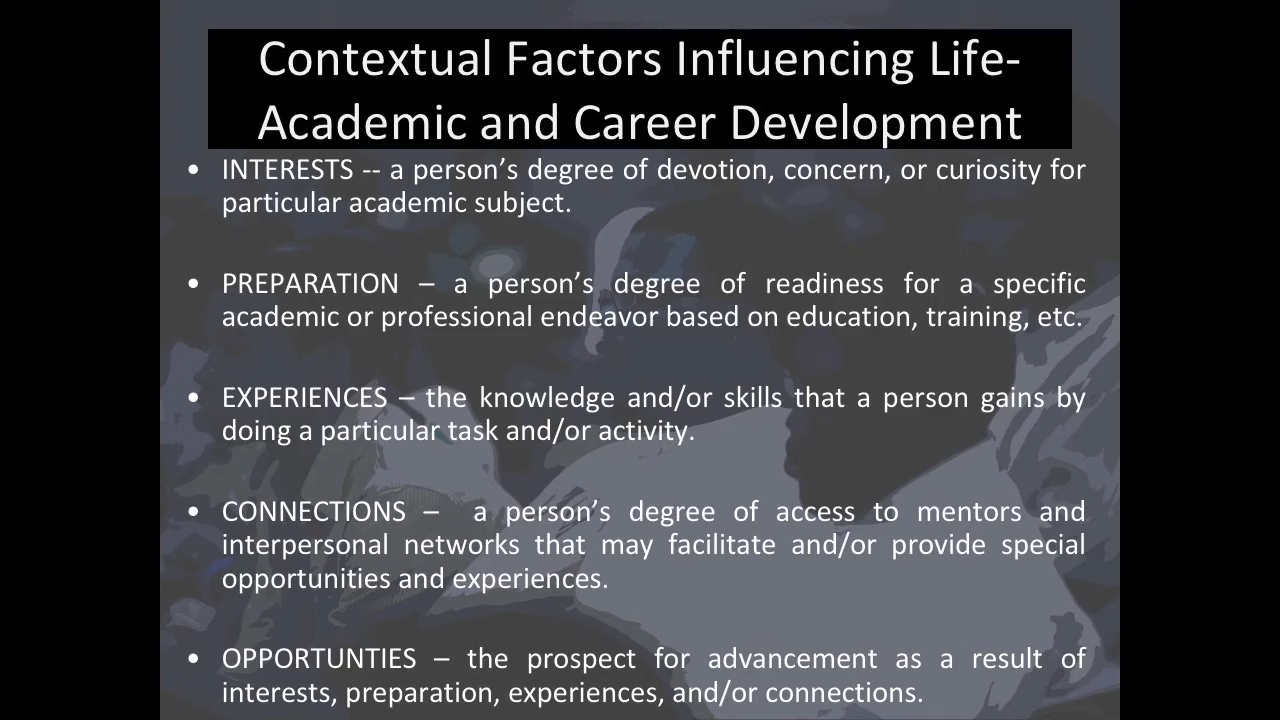 Contextual Factors Influencing Life-
Academic and Career Development
• INTERESTS -- a person’s degree of devotion, concern, or curiosity for
particular academic subject.
• PREPARATION – a person’s degree of readiness for a specific
academic or professional endeavor based on education, training, etc.
• EXPERIENCES – the knowledge and/or skills that a person gains by
doing a particular task and/or activity.
• CONNECTIONS – a person’s degree of access to mentors and
interpersonal networks that may facilitate and/or provide special
opportunities and experiences.
• OPPORTUNTIES – the prospect for advancement as a result of
interests, preparation, experiences, and/or connections.